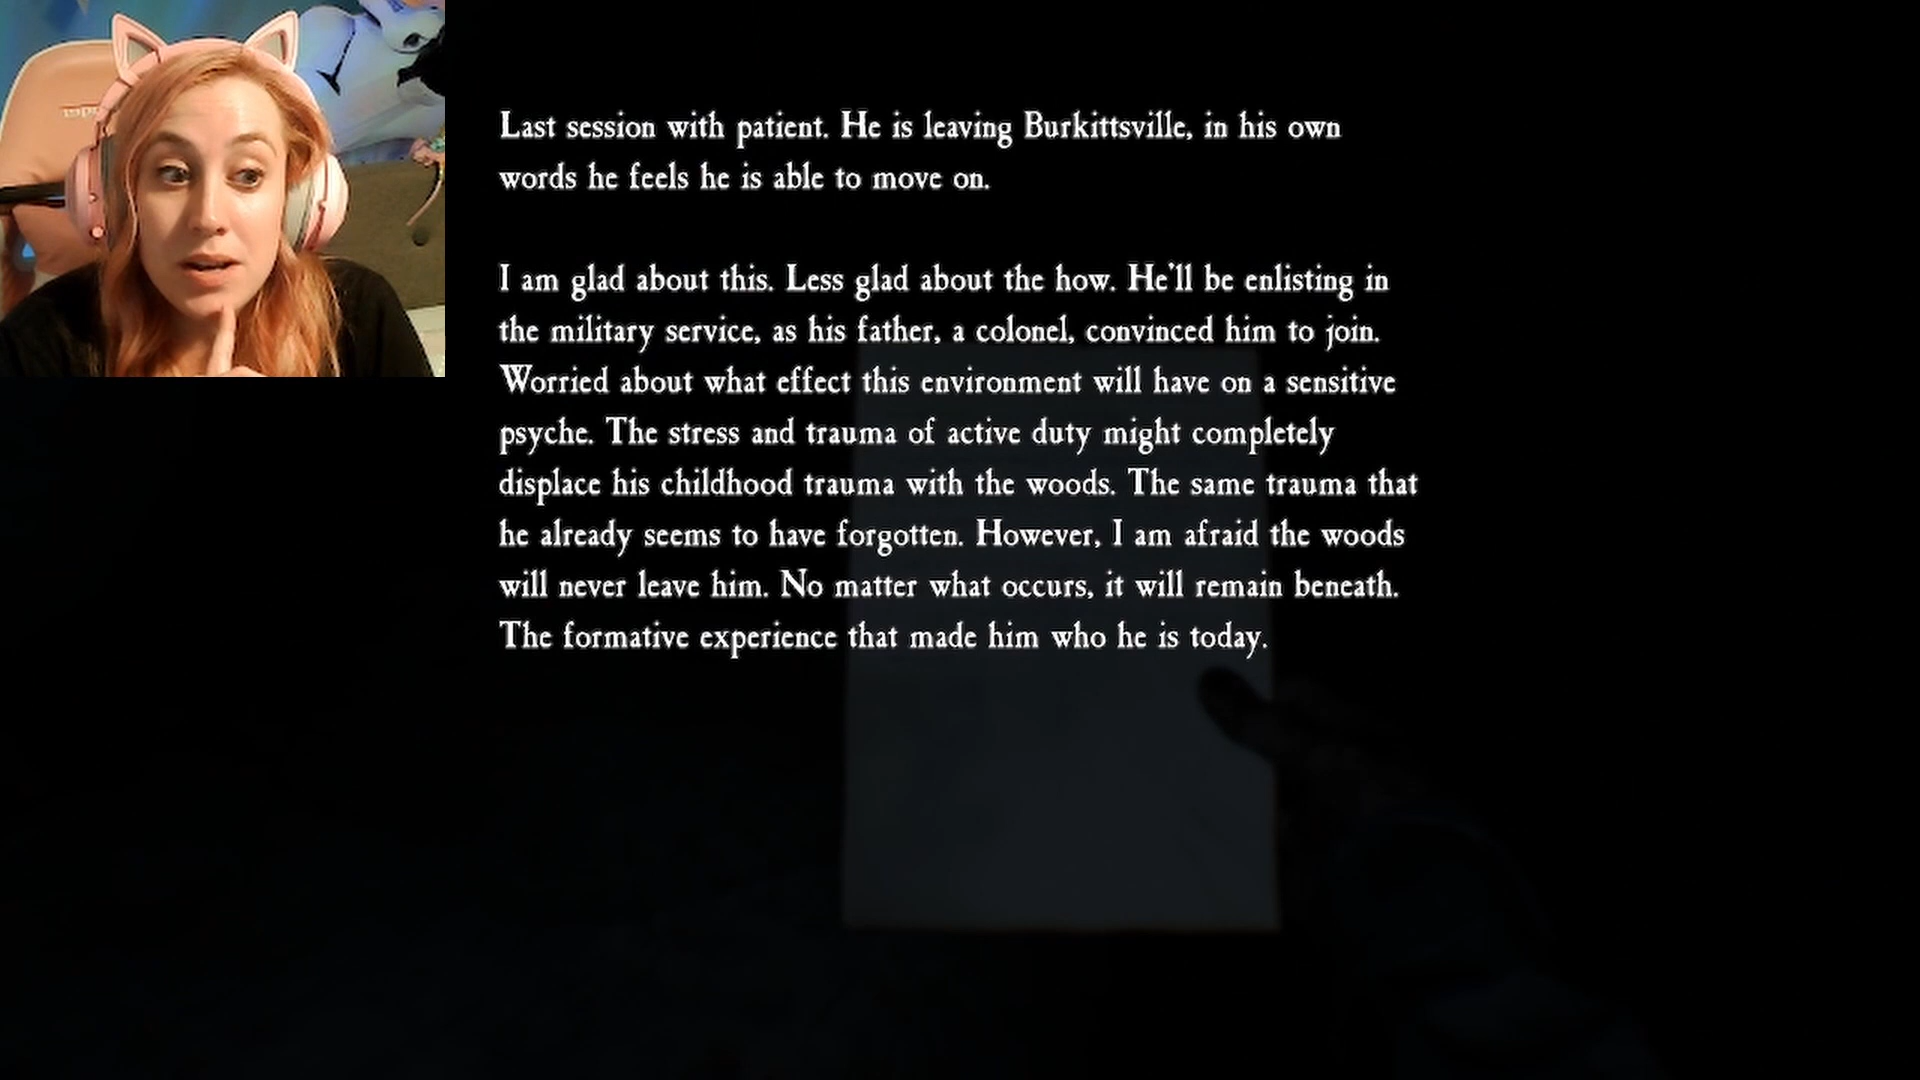 Last session with patient. He is leaving Burkittsville, in his own
words he feels he is able to move on.
I am glad about this. Less glad about the how. He'll be enlisting in
the military service, as his father, a colonel, convinced him to join.
Worried about what effect this environment will have on a sensitive
psyche. The stress and trauma of active duty might completely
displace his childhood trauma with the woods. The same trauma that
he already seems to have forgotten. However, I am afraid the woods
will never leave him. No matter what occurs, it will remain beneath.
The formative experience that made him who he is today.